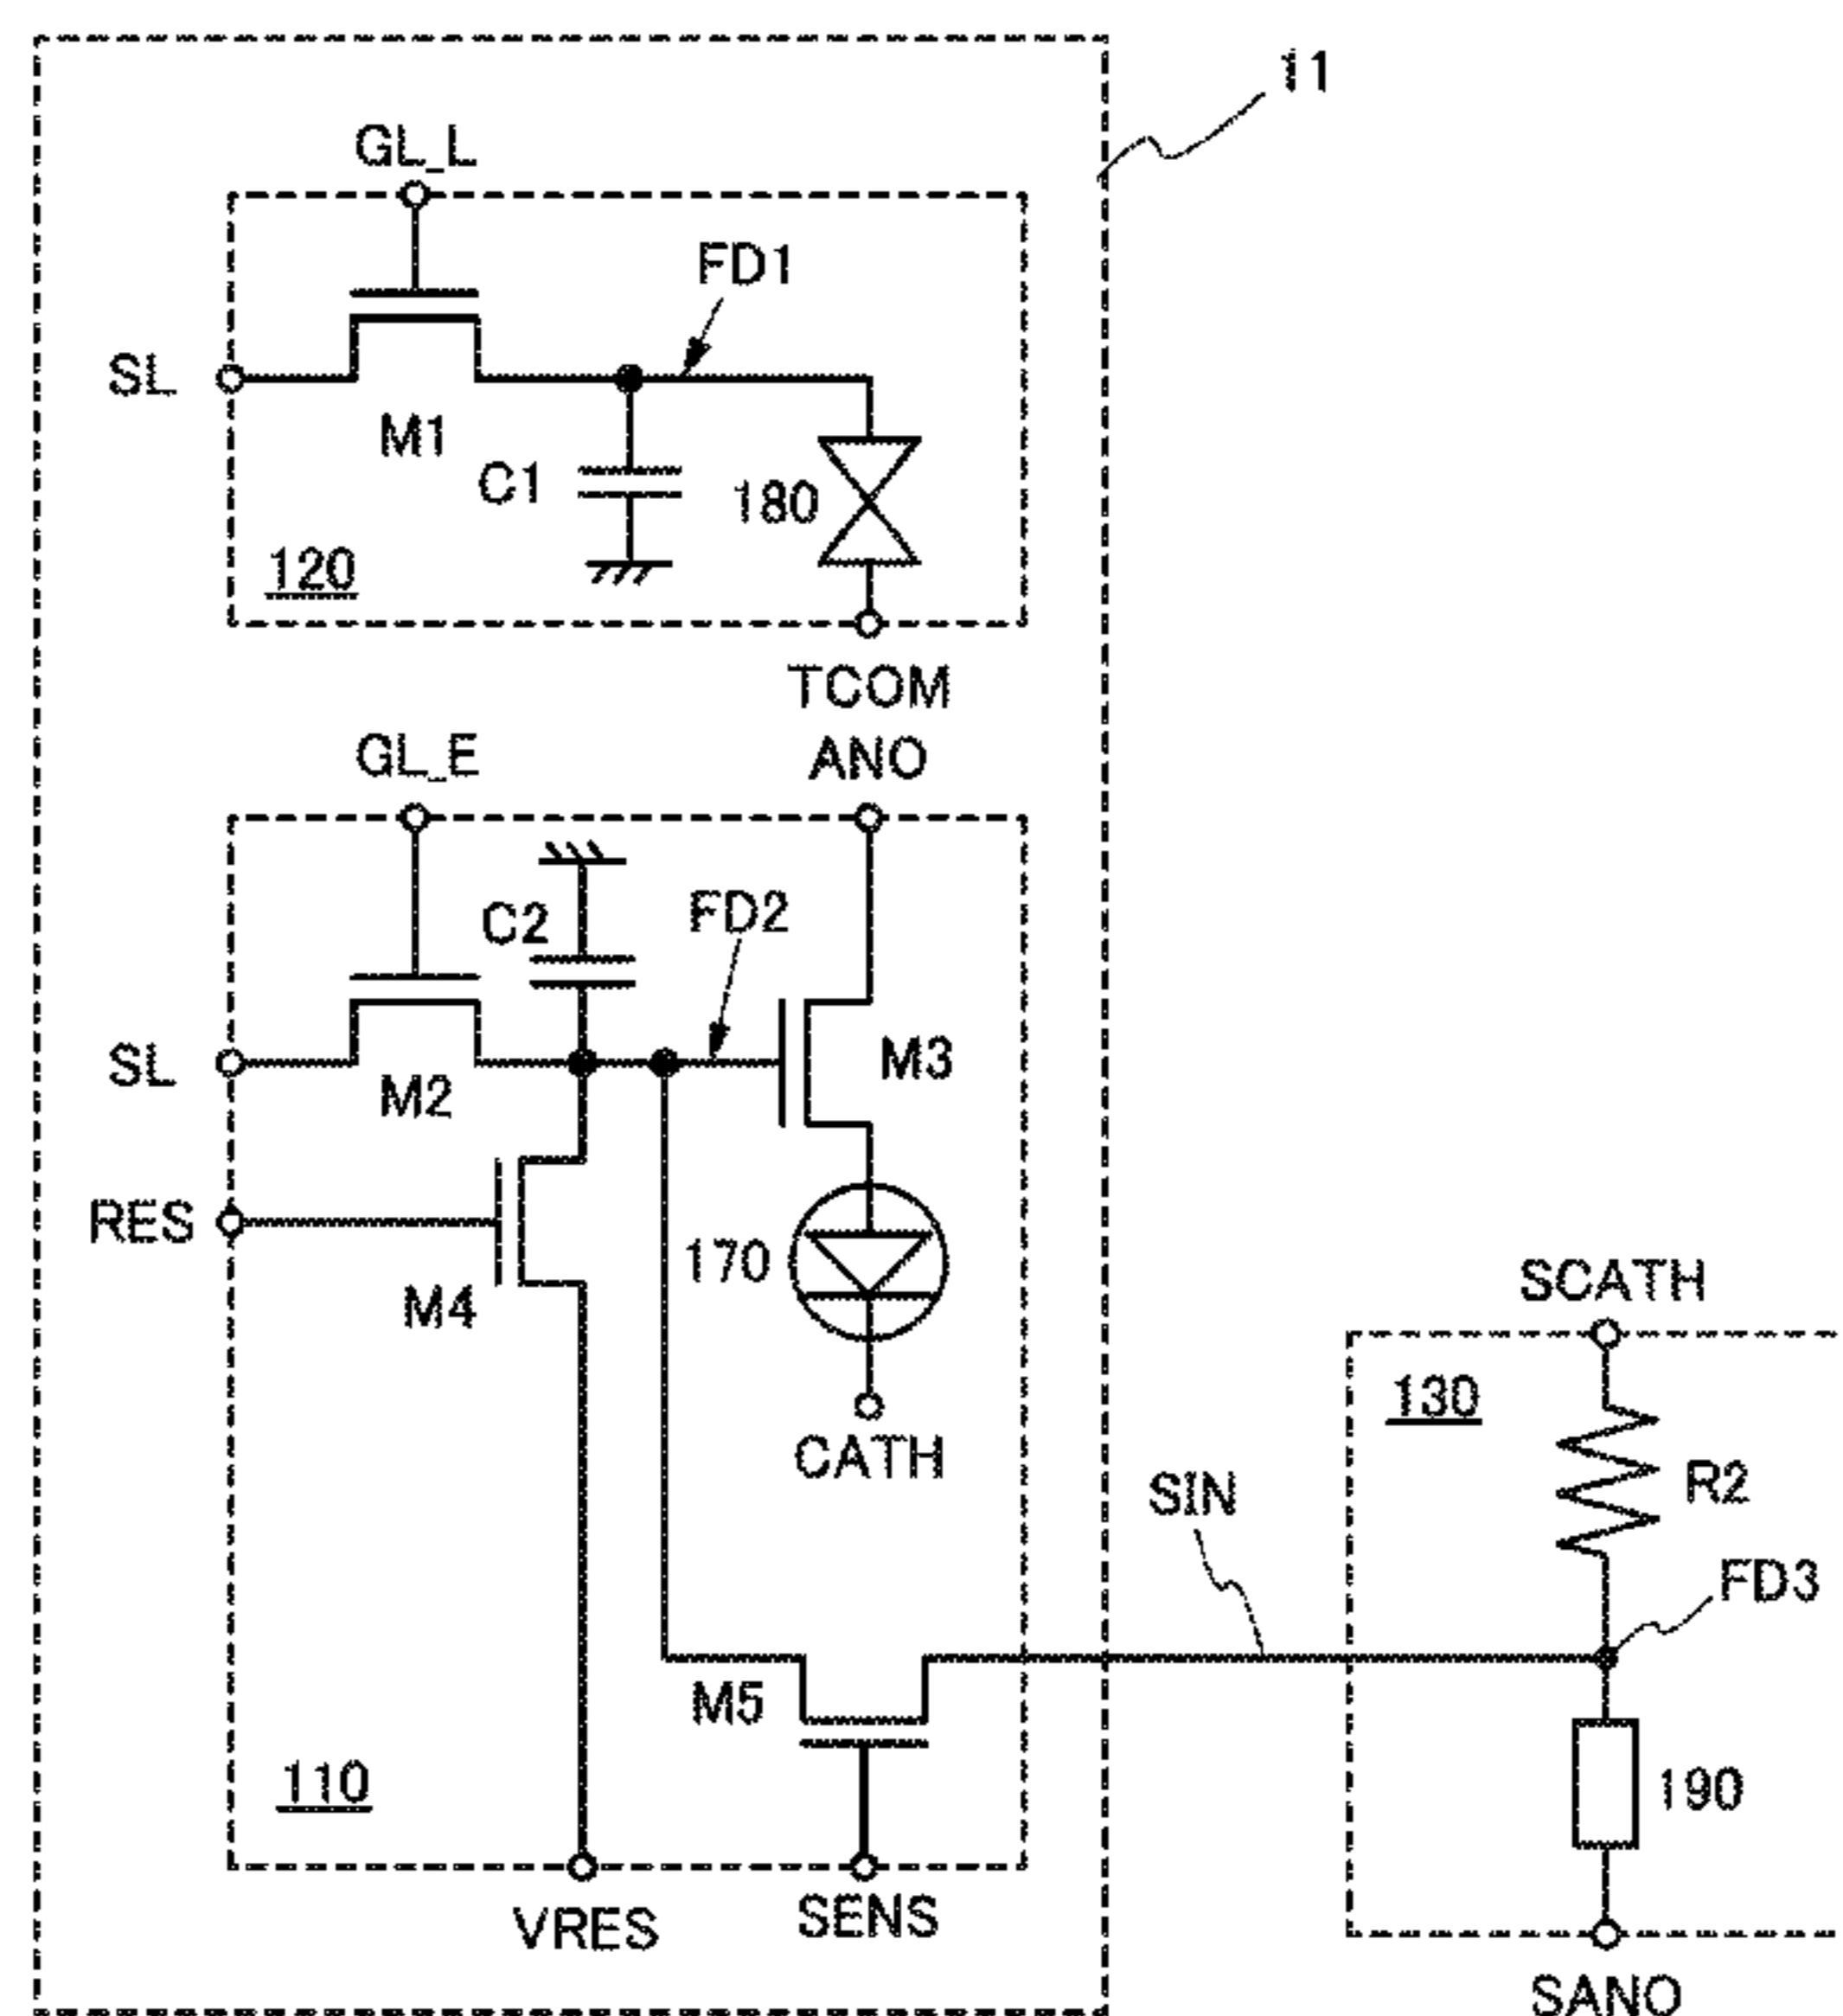 11
GL_L
FD1
SL
M1
C1
180
120
TCOM
GL_E
ANO
C2
FD2
SL
M2
M3
RES
M4
170
CATH
SCATH
130
R2
SIN
FD3
M5
190
110
VRES
SENS
SANO